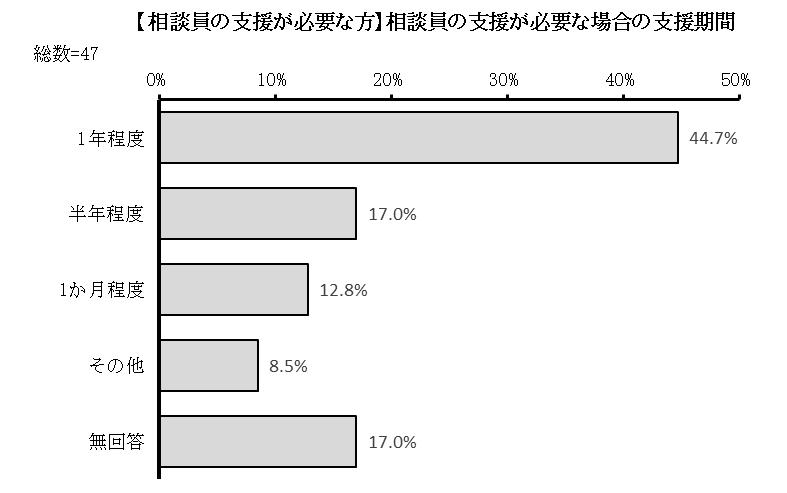 【相談員の支援が必要な方】相談員の支援が必要な場合の支援期間
総数=47
0% 10% 20% 30% 40% 50%
1年程度 44.7%
半年程度 17.0%
1か月程度 12.8%
その他 8.5%
無回答 17.0%